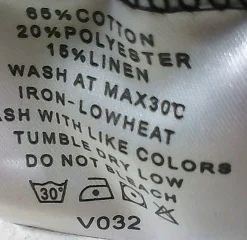 65%COTTON
20%POLYESTER
15%LINEN
WASH AT MAX30℃
IRON-LOWHEAT
ASH WITH LIKE COLORS
TUMBLE DRY LOW
DO NOT BLEACH
30°
V032